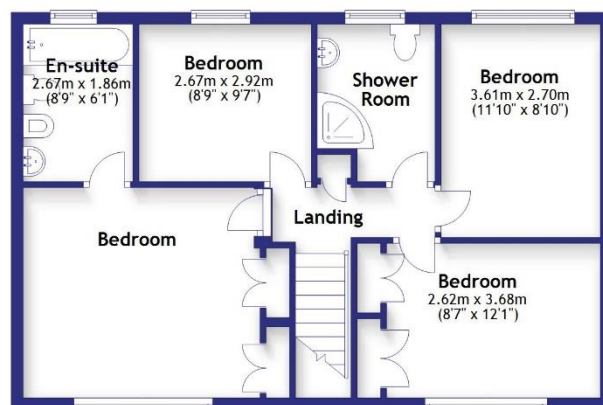 En-suite
2.67m x 1.86m
(8'9" x 6'1")
Bedroom
2.67m x 2.92m
(8'9" x 9'7")
Shower
Room
Bedroom
3.61m x 2.70m
(11'10" x 8'10")
Landing
Bedroom
Bedroom
2.62m x 3.68m
(8'7" x 12'1")